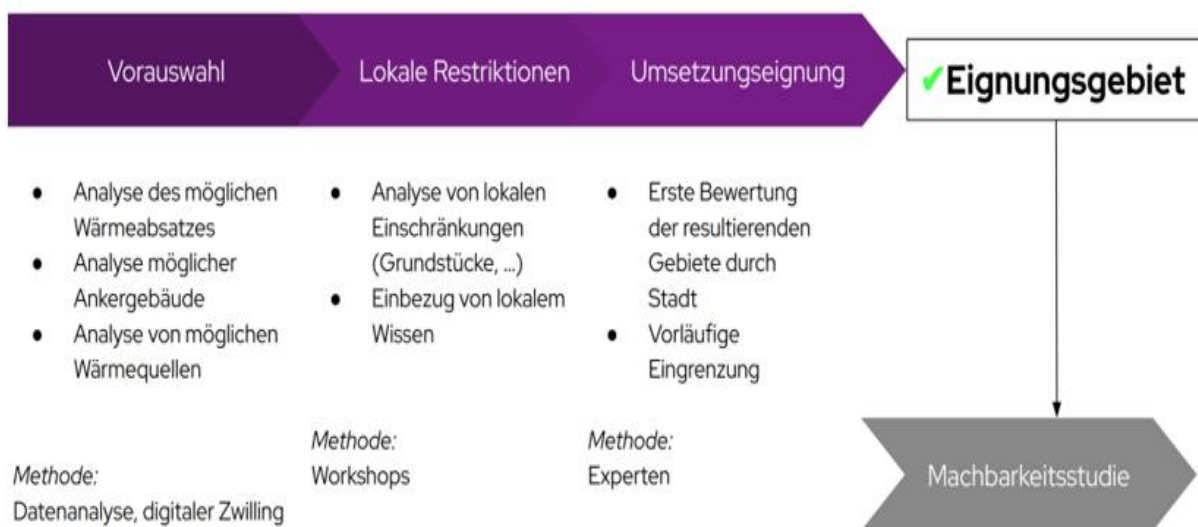 Vorauswahl
Lokale Restriktionen
Umsetzungseignung
✓Eignungsgebiet
● Analyse des möglichen
Wärmeabsatzes
● Analyse möglicher
Ankergebäude
● Analyse von möglichen
Wärmequellen
Methode:
Datenanalyse, digitaler Zwilling
● Analyse von lokalen
Einschränkungen
(Grundstücke, ...)
● Einbezug von lokalem
Wissen
Methode:
Workshops
● Erste Bewertung
der resultierenden
Gebiete durch
Stadt
● Vorläufige
Eingrenzung
Methode:
Experten
Machbarkeitsstudie